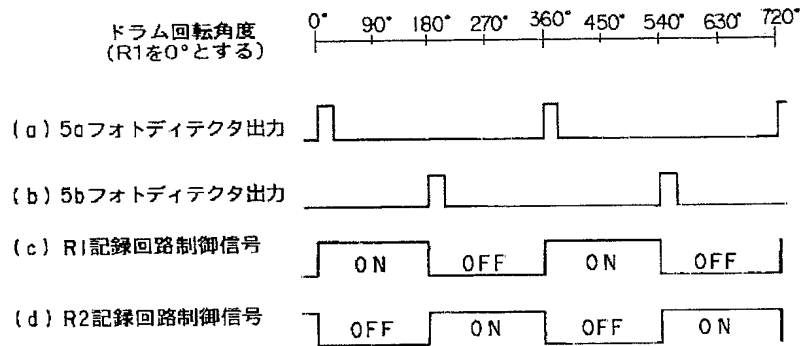 ドラム回転角度
(R1を0°とする)
0° 90° 180° 270° 360° 450° 540° 630° 720°
(a) 5aフォトディテクタ出力
(b) 5bフォトディテクタ出力
(c) R1記録回路制御信号
ON OFF ON OFF
(d) R2記録回路制御信号
OFF ON OFF ON